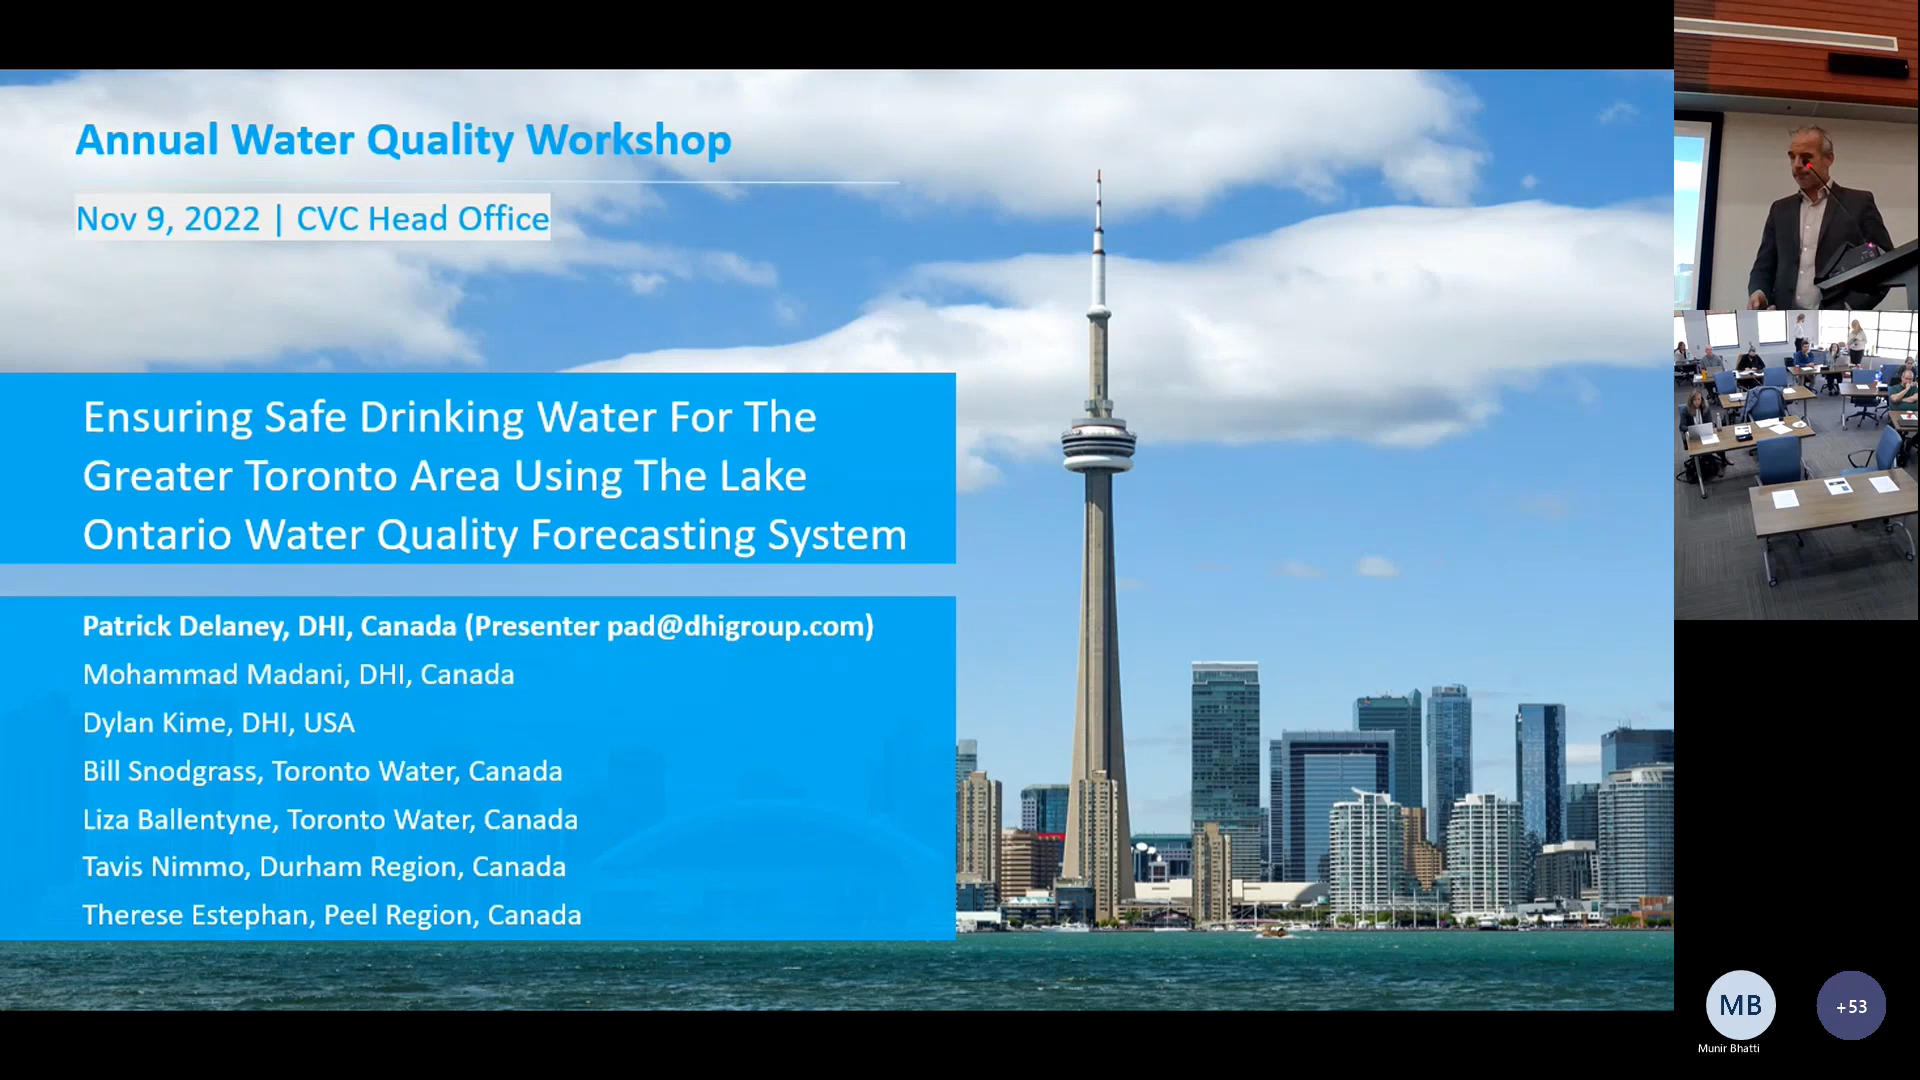 Annual Water Quality Workshop
Nov 9, 2022 | CVC Head Office
Ensuring Safe Drinking Water For The
Greater Toronto Area Using The Lake
Ontario Water Quality Forecasting System
Patrick Delaney, DHI, Canada (Presenter pad@dhigroup.com)
Mohammad Madani, DHI, Canada
Dylan Kime, DHI, USA
Bill Snodgrass, Toronto Water, Canada
Liza Ballentyne, Toronto Water, Canada
Tavis Nimmo, Durham Region, Canada
Therese Estephan, Peel Region, Canada
MB
+53
Munir Bhatti